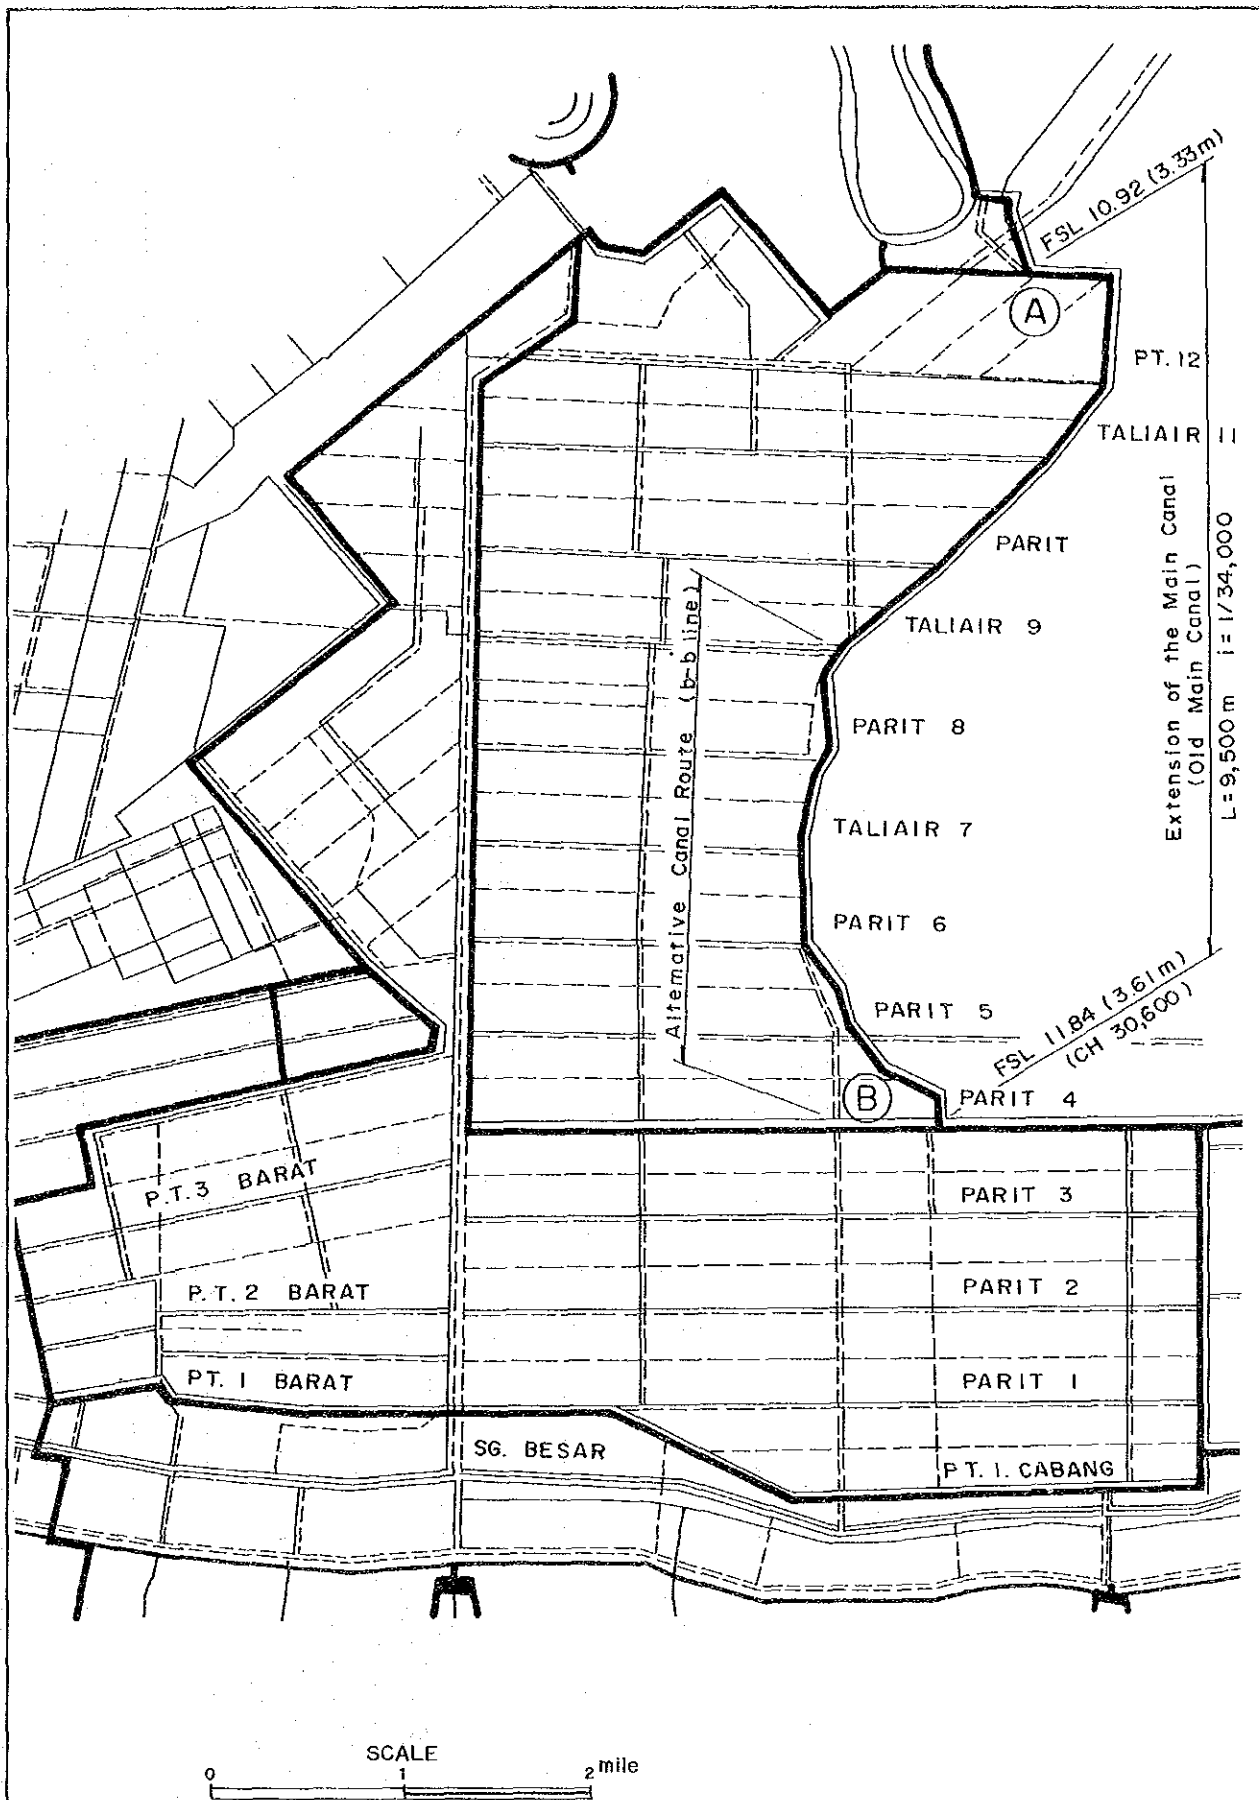 FSL 10.92 (3.33m)
A
PT. 12
TALIAIR 11
PARIT
TALIAIR 9
PARIT 8
TALIAIR 7
PARIT 6
PARIT 5
PARIT 4
Extension of the Main Canal
(Old Main Canal)
L = 9,500 m i = 1/34,000
Alternative Canal Route (b-b line)
FSL 11.84 (3.61m)
(CH 30,600)
B
P.T. 3 BARAT
PARIT 3
P.T. 2 BARAT
PARIT 2
PT. 1 BARAT
PARIT 1
SG. BESAR
PT. 1. CABANG
SCALE
0 1 2 mile